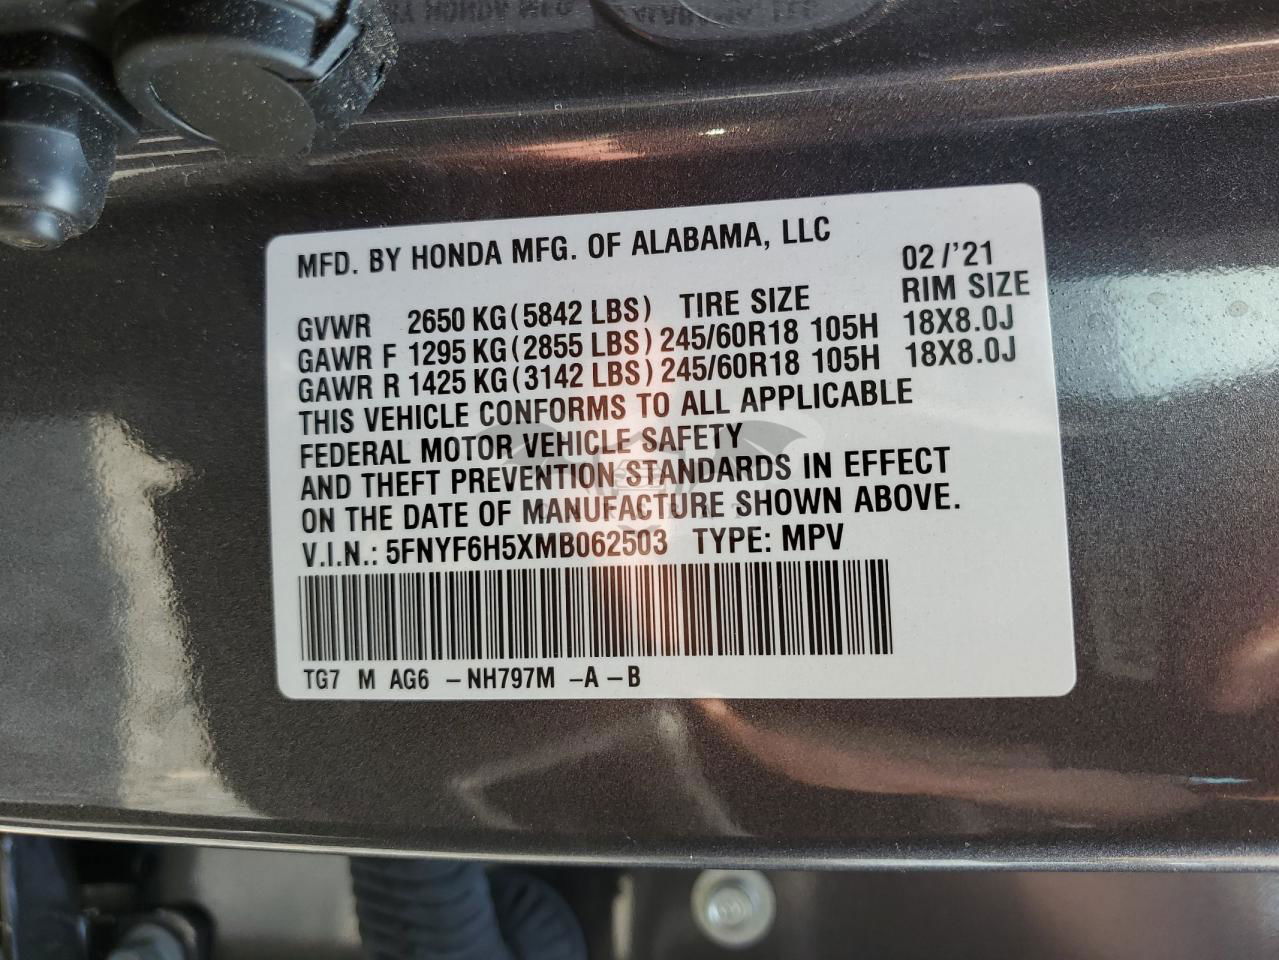 MFD. BY HONDA MFG. OF ALABAMA, LLC
02/'21
GVWR 2650 KG(5842 LBS) TIRE SIZE RIM SIZE
GAWR F 1295 KG(2855 LBS) 245/60R18 105H 18X8.0J
GAWR R 1425 KG(3142 LBS) 245/60R18 105H 18X8.0J
THIS VEHICLE CONFORMS TO ALL APPLICABLE
FEDERAL MOTOR VEHICLE SAFETY
AND THEFT PREVENTION STANDARDS IN EFFECT
ON THE DATE OF MANUFACTURE SHOWN ABOVE.
V.I.N.: 5FNYF6H5XMB062503 TYPE: MPV
TG7 M AG6 -NH797M -A -B